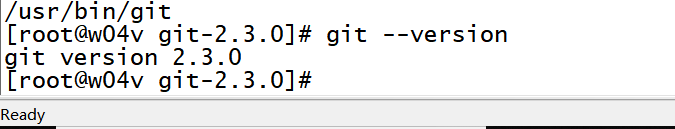 /usr/bin/git
[root@w04v git-2.3.0]# git --version
git version 2.3.0
[root@w04v git-2.3.0]#
Ready